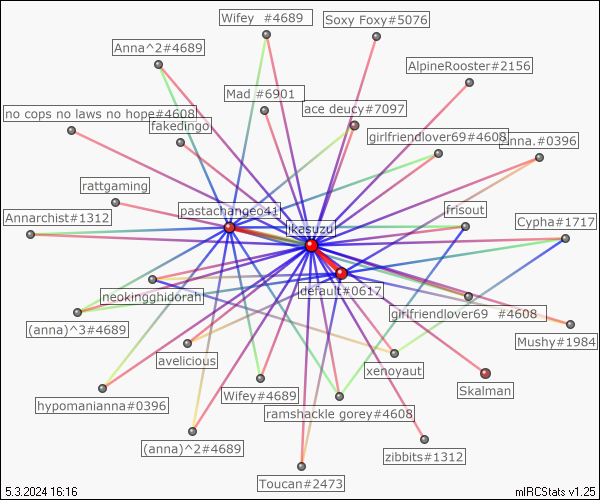 Wifey  #4689
Soxy Foxy#5076
Anna^2#4689
AlpineRooster#2156
Mad #6901
ace deucy#7097
no cops no laws no hope#4608
fakedingo
girlfriendlover69#4608
nna.#0396
rattgaming
pastachangeo41
frisout
Annarchist#1312
Cypha#1717
likasuzu
default#0617
neokingghidorah
girlfriendlover69  #4608
(anna)^3#4689
Mushy#1984
avelicious
xenoyaut
Skalman
hypomanianna#0396
Wifey#4689
ramshackle gorey#4608
(anna)^2#4689
zibbits#1312
Toucan#2473
5.3.2024 16:16
mIRCStats v1.25